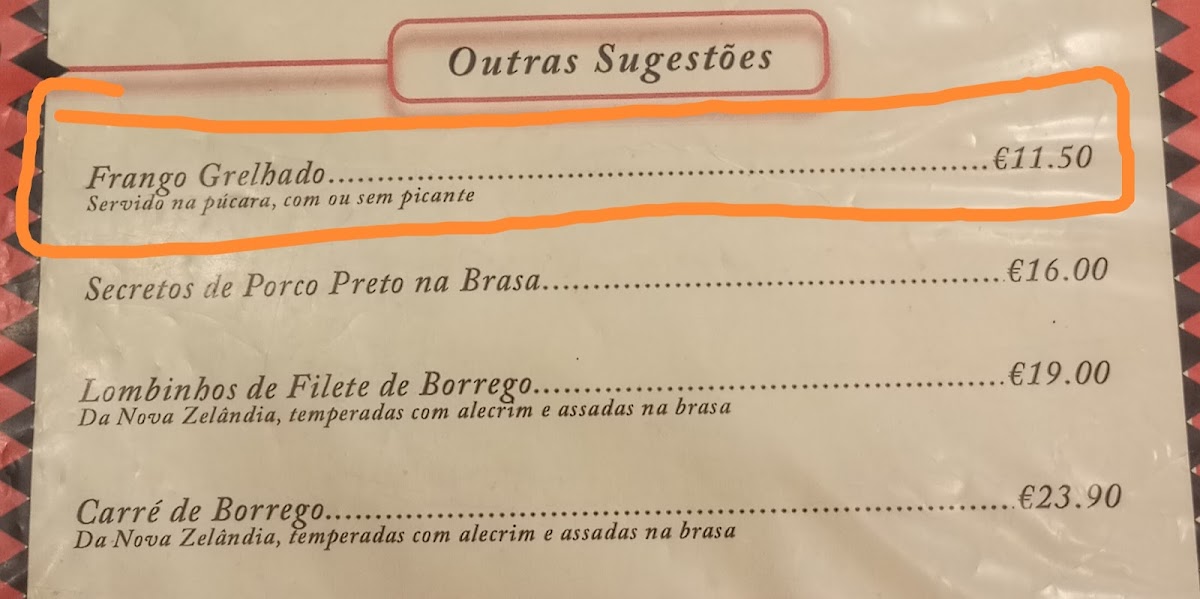 Outras Sugestões
Frango Grelhado........................................................................€11.50
Servido na púcara, com ou sem picante
Secretos de Porco Preto na Brasa..................................................€16.00
Lombinhos de Filete de Borrego...................................................€19.00
Da Nova Zelândia, temperadas com alecrim e assadas na brasa
Carré de Borrego..........................................................................€23.90
Da Nova Zelândia, temperadas com alecrim e assadas na brasa